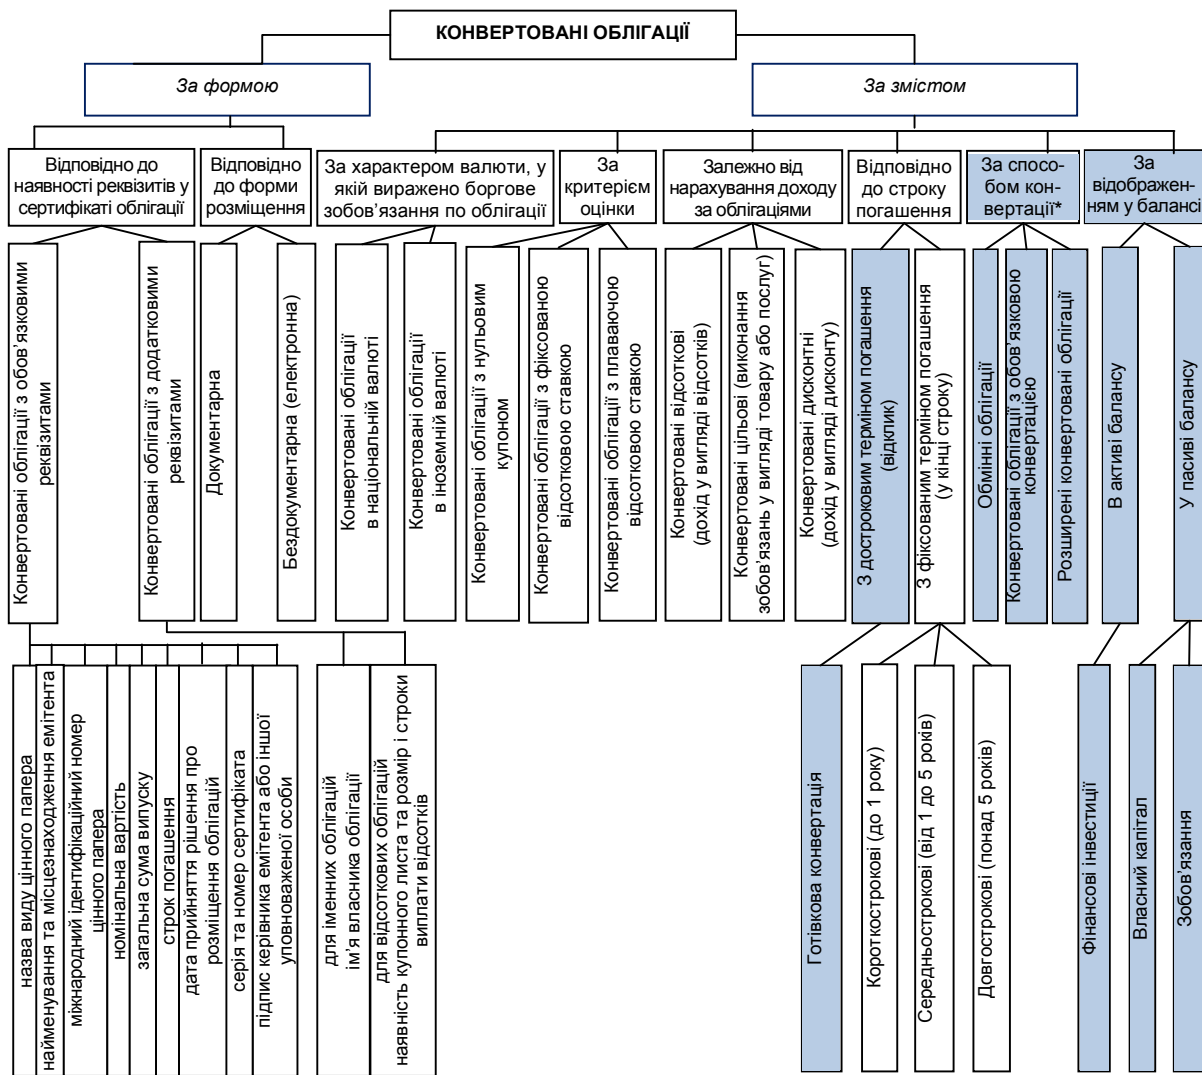 КОНВЕРТОВАНІ ОБЛІГАЦІЇ
За формою
За змістом
Відповідно до
наявності реквізитів у
сертифікаті облігації
Відповідно
до форми
розміщення
За характером валюти, у
якій виражено боргове
зобов’язання по облігації
За
критерієм
оцінки
Залежно від
нарахування доходу
за облігаціями
Відповідно
до строку
погашення
За спосо-
бом кон-
вертації*
За
відображен-
ням у балансі
Конвертовані облігації з обов’язковими
реквізитами
Конвертовані облігації з додатковими
реквізитами
Документарна
Бездокументарна (електронна)
Конвертовані облігації
в національній валюті
Конвертовані облігації
в іноземній валюті
Конвертовані облігації з нульовим
купоном
Конвертовані облігації з фіксованою
відсотковою ставкою
Конвертовані облігації з плаваючою
відсотковою ставкою
Конвертовані відсоткові
(дохід у вигляді відсотків)
Конвертовані цільові (виконання
зобов’язань у вигляді товару або послуг)
Конвертовані дисконтні
(дохід у вигляді дисконту)
З достроковим терміном погашення
(відклик)
З фіксованим терміном погашення
(у кінці строку)
Обмінні облігації
Конвертовані облігації з обов’язковою
конвертацією
Розширені конвертовані облігації
В активі балансу
У пасиві балансу
назва виду цінного папера
найменування та місцезнаходження емітента
міжнародний ідентифікаційний номер
цінного папера
номінальна вартість
загальна сума випуску
строк погашення
дата прийняття рішення про
розміщення облігацій
серія та номер сертифіката
підпис керівника емітента або іншої
уповноваженої особи
для іменних облігацій
ім’я власника облігації
для відсоткових облігацій
наявність купонного листа та розмір і строки
виплати відсотків
Готівкова конвертація
Короткострокові (до 1 року)
Середньострокові (від 1 до 5 років)
Довгострокові (понад 5 років)
Фінансові інвестиції
Власний капітал
Зобов’язання